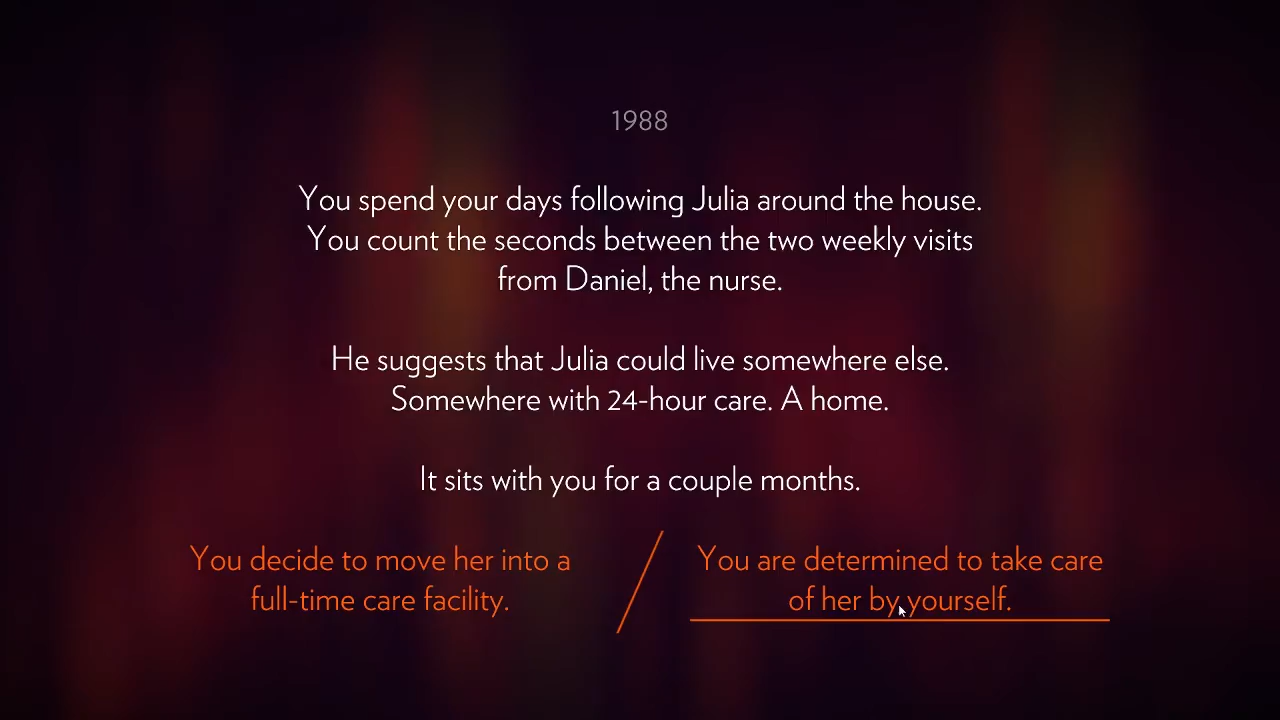 1988
You spend your days following Julia around the house.
You count the seconds between the two weekly visits
from Daniel, the nurse.
He suggests that Julia could live somewhere else.
Somewhere with 24-hour care. A home.
It sits with you for a couple months.
You decide to move her into a
full-time care facility.
You are determined to take care
of her by yourself.